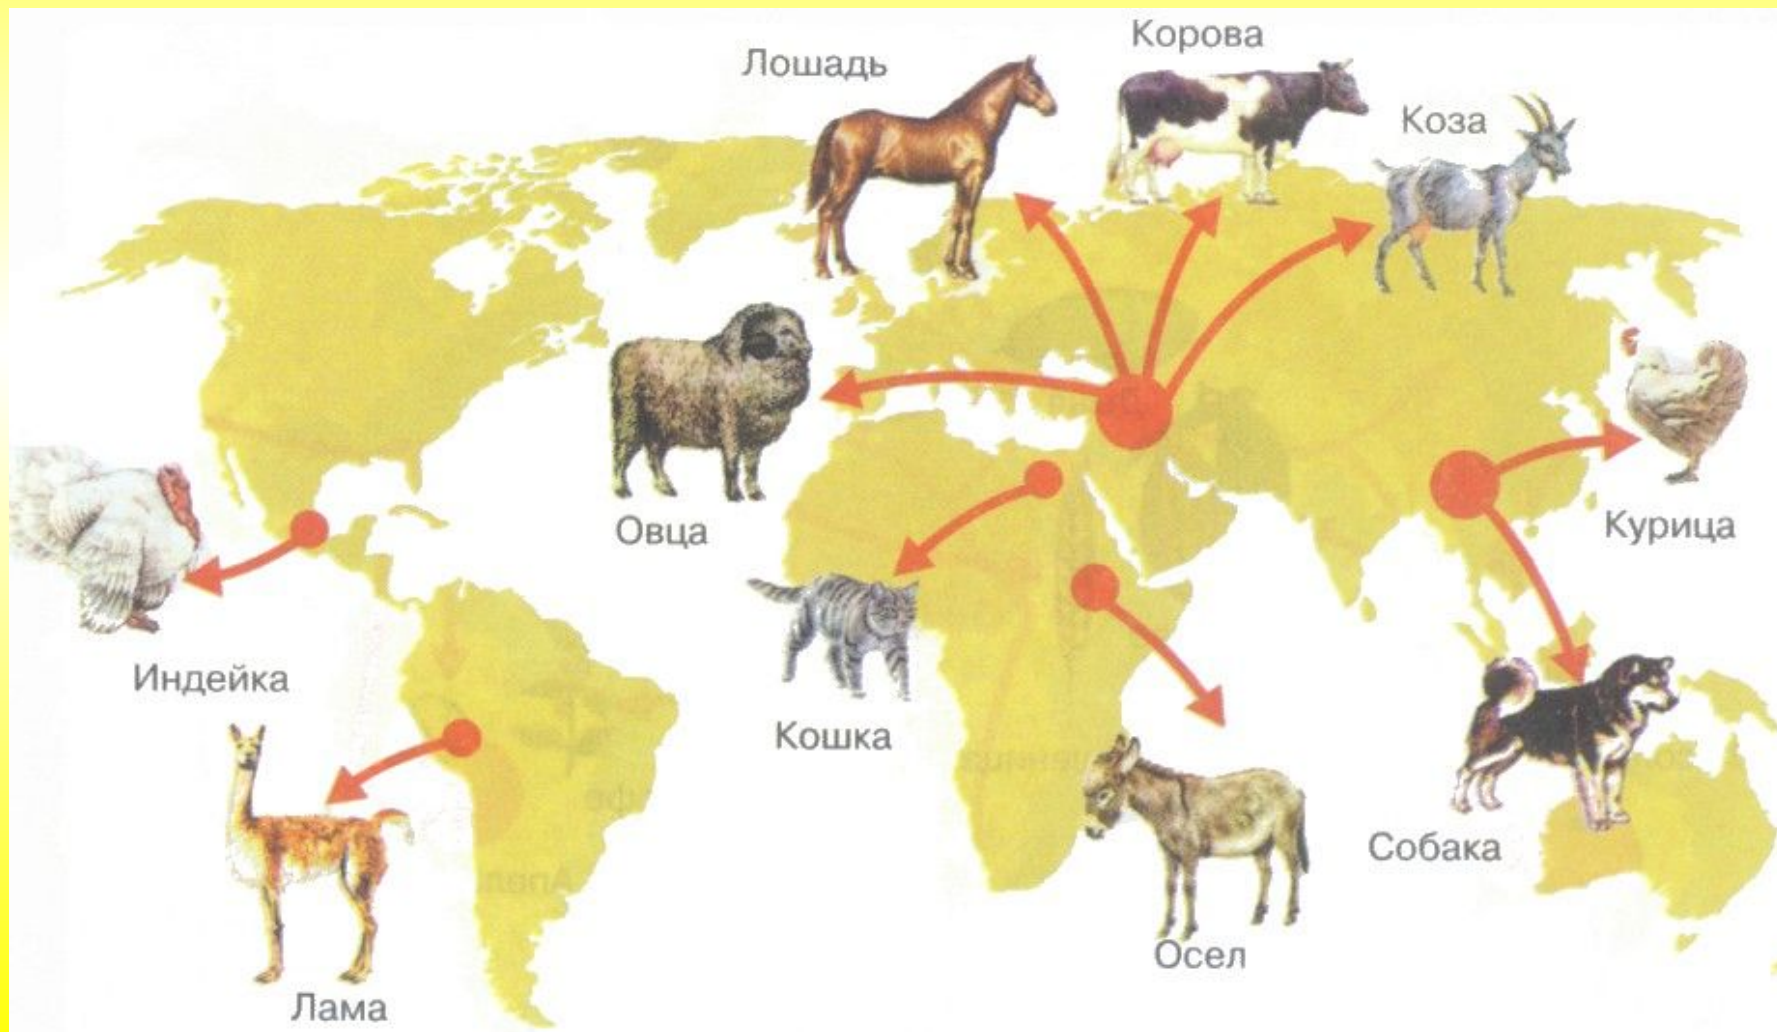 Корова
Лошадь
Коза
Курица
Овца
Индейка
Кошка
Собака
Осел
Лама